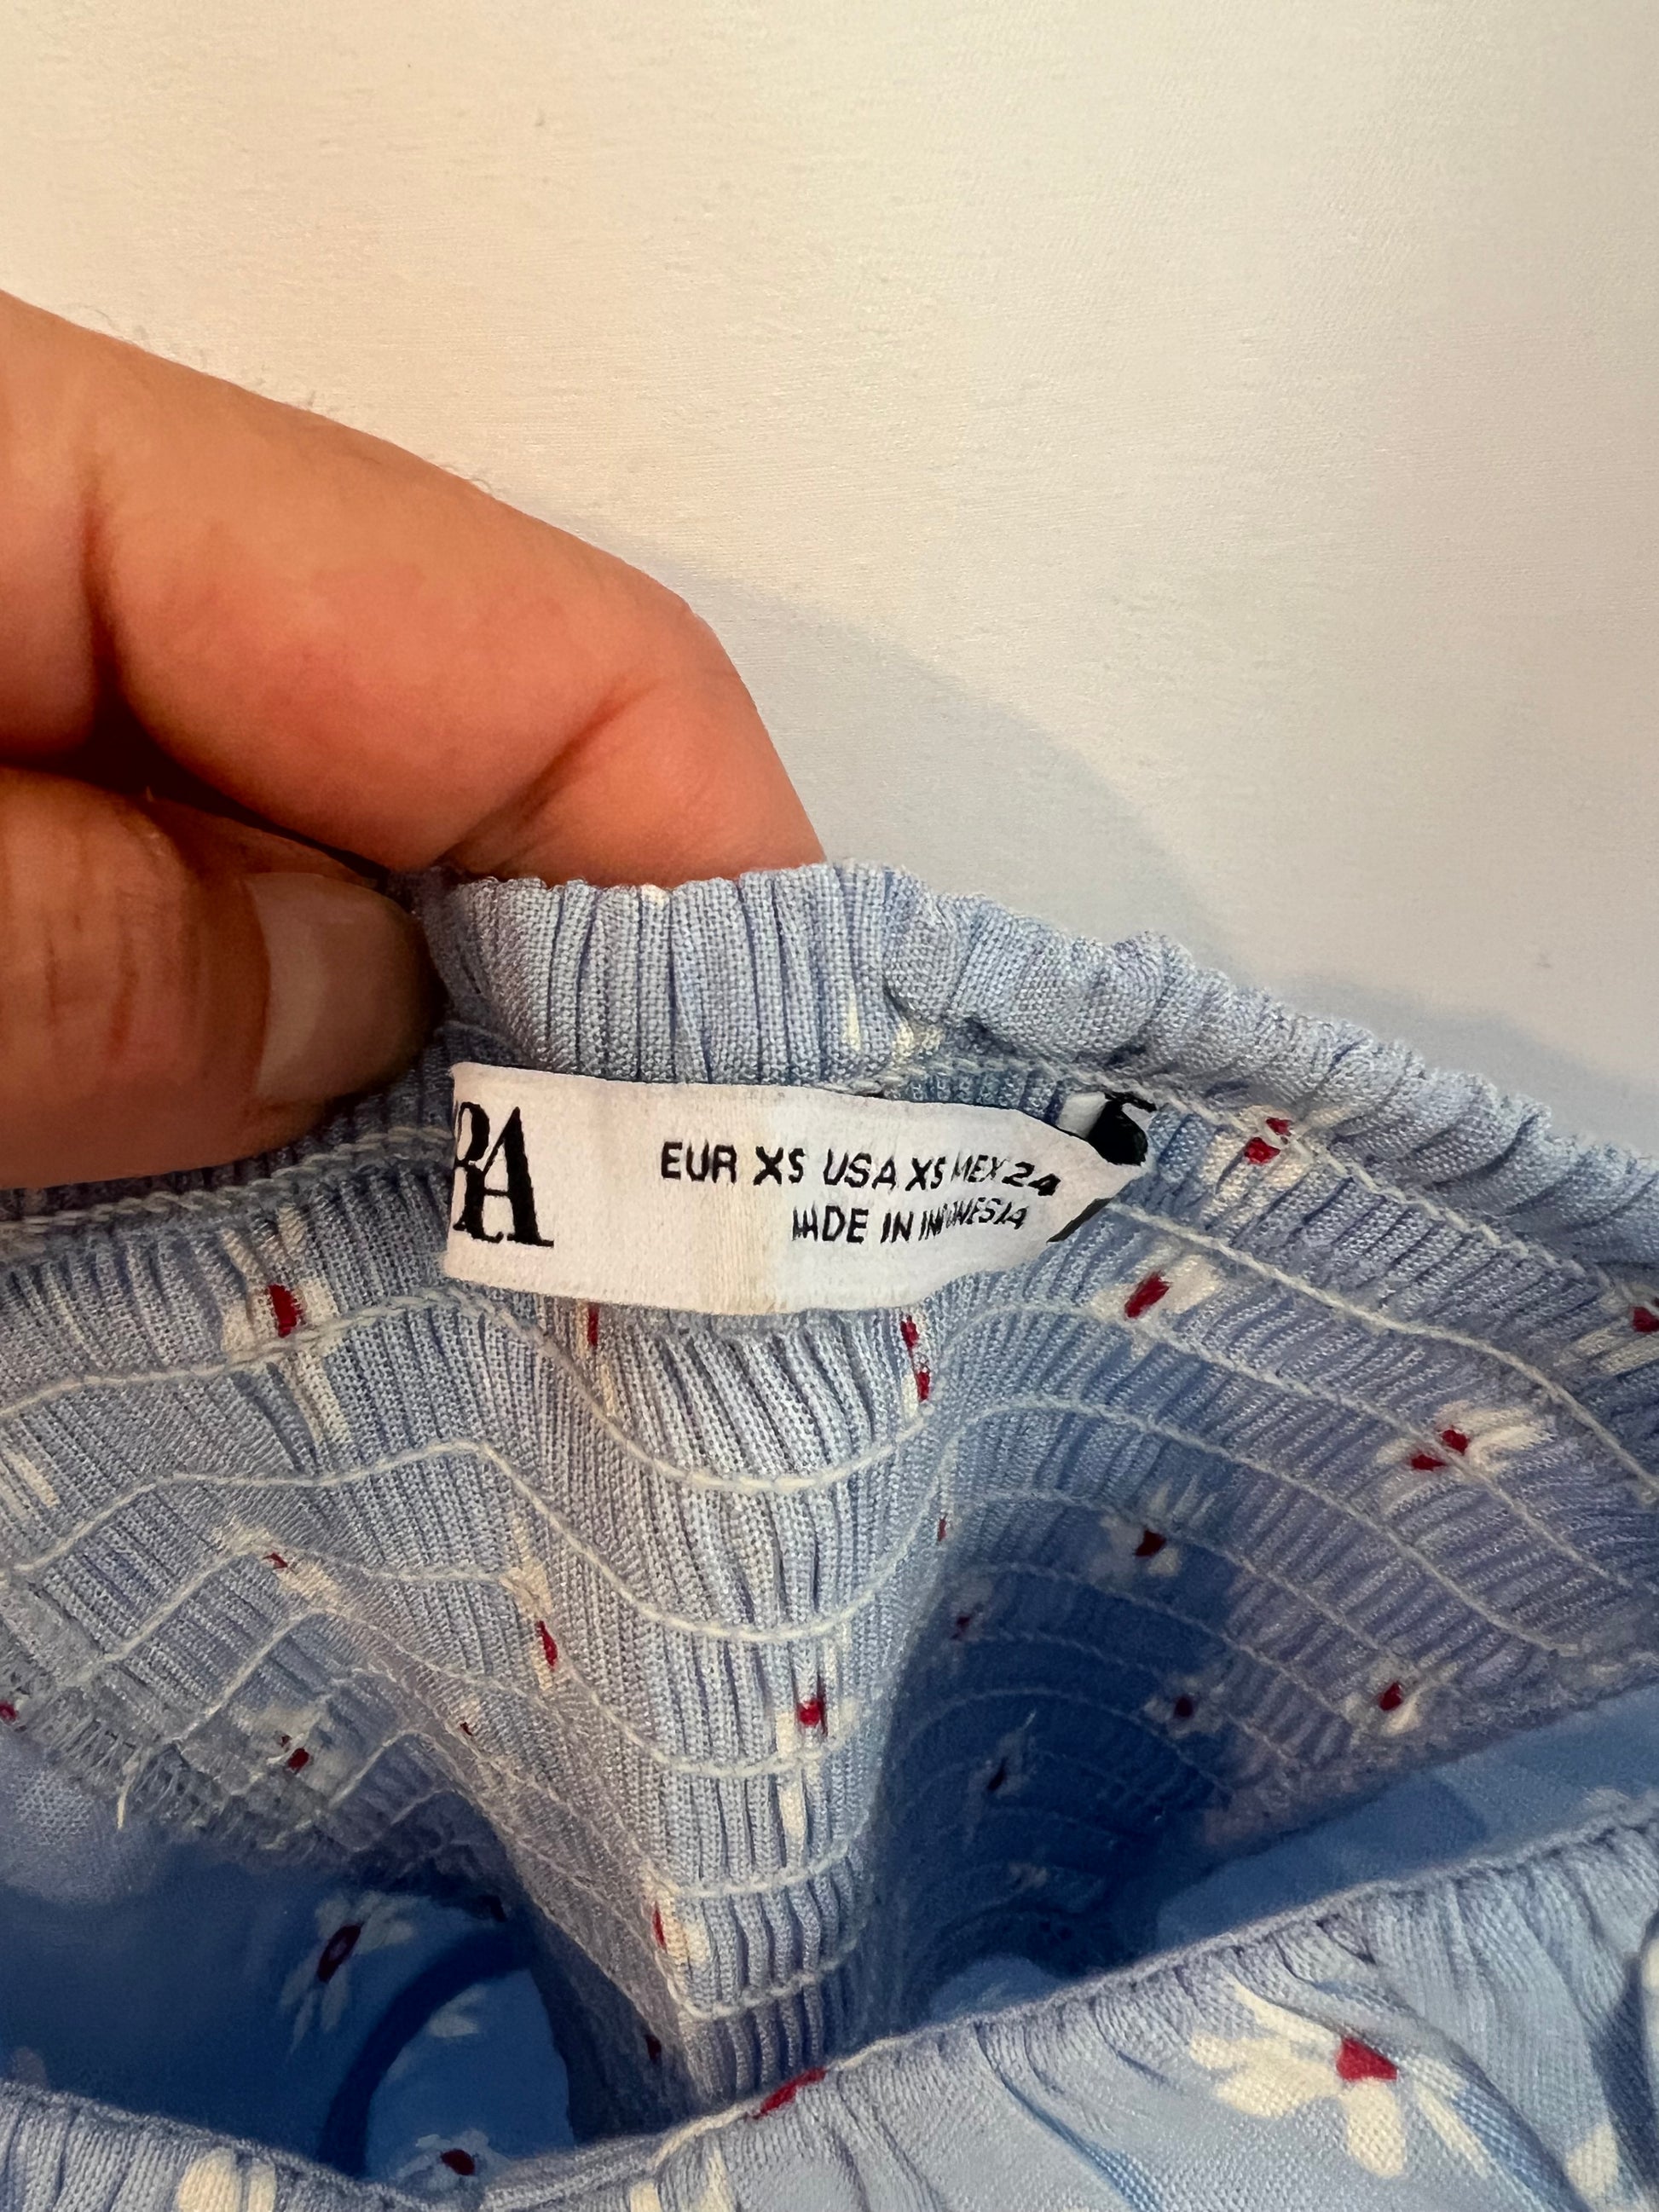 RA
EUR XS USA XS MEX 24
MADE IN INDONESIA